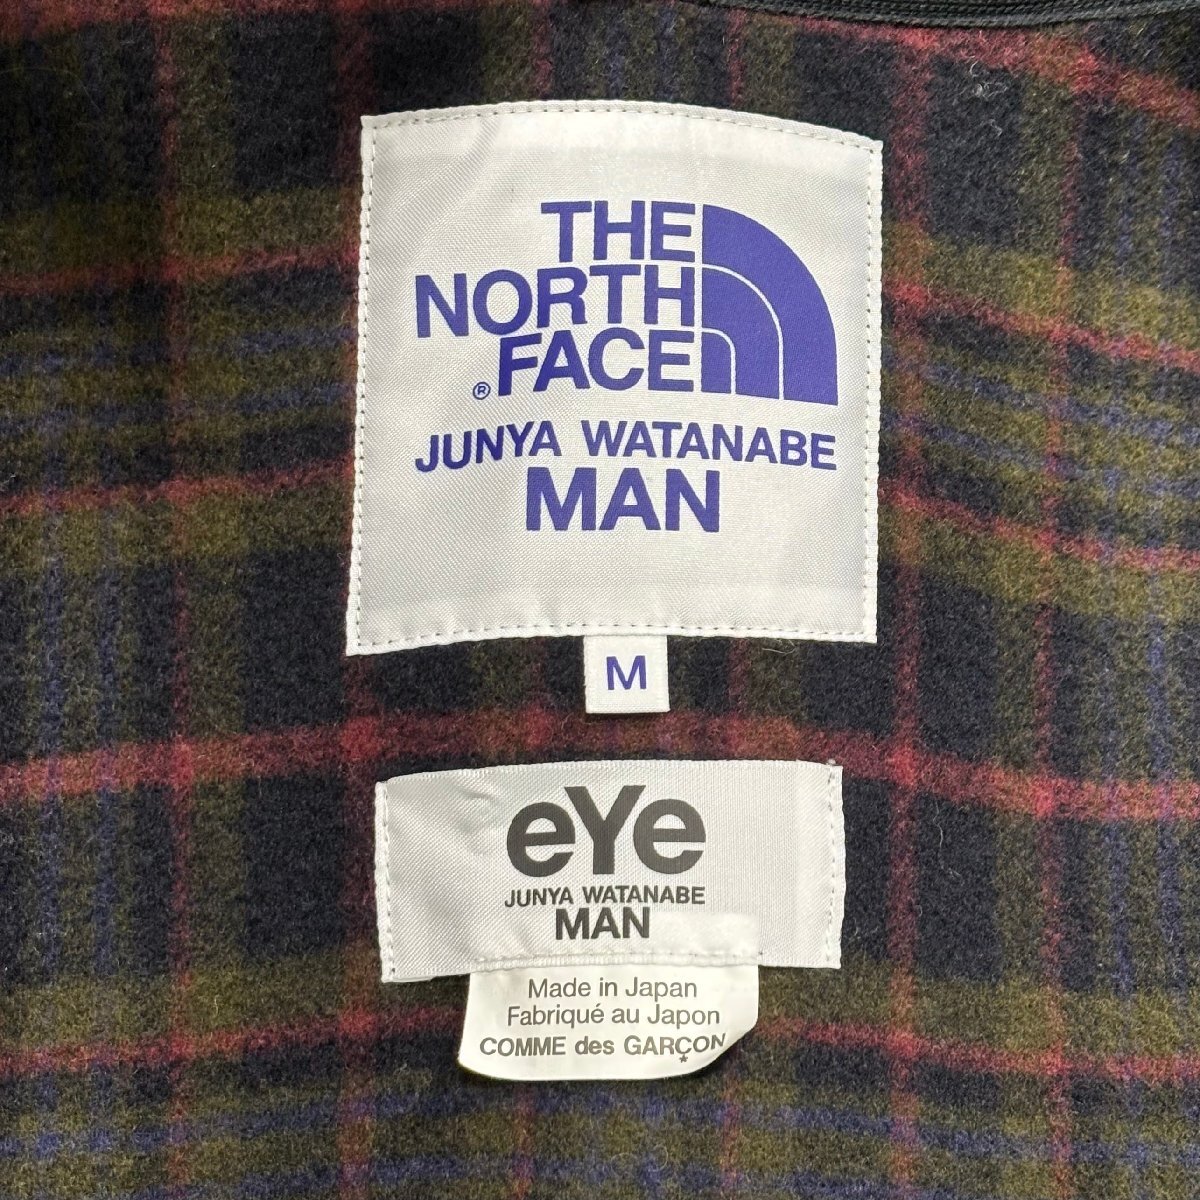 THE
NORTH
FACE
®
JUNYA WATANABE
MAN
M
eYe
JUNYA WATANABE
MAN
Made in Japan
Fabriqué au Japon
COMME des GARÇON
*